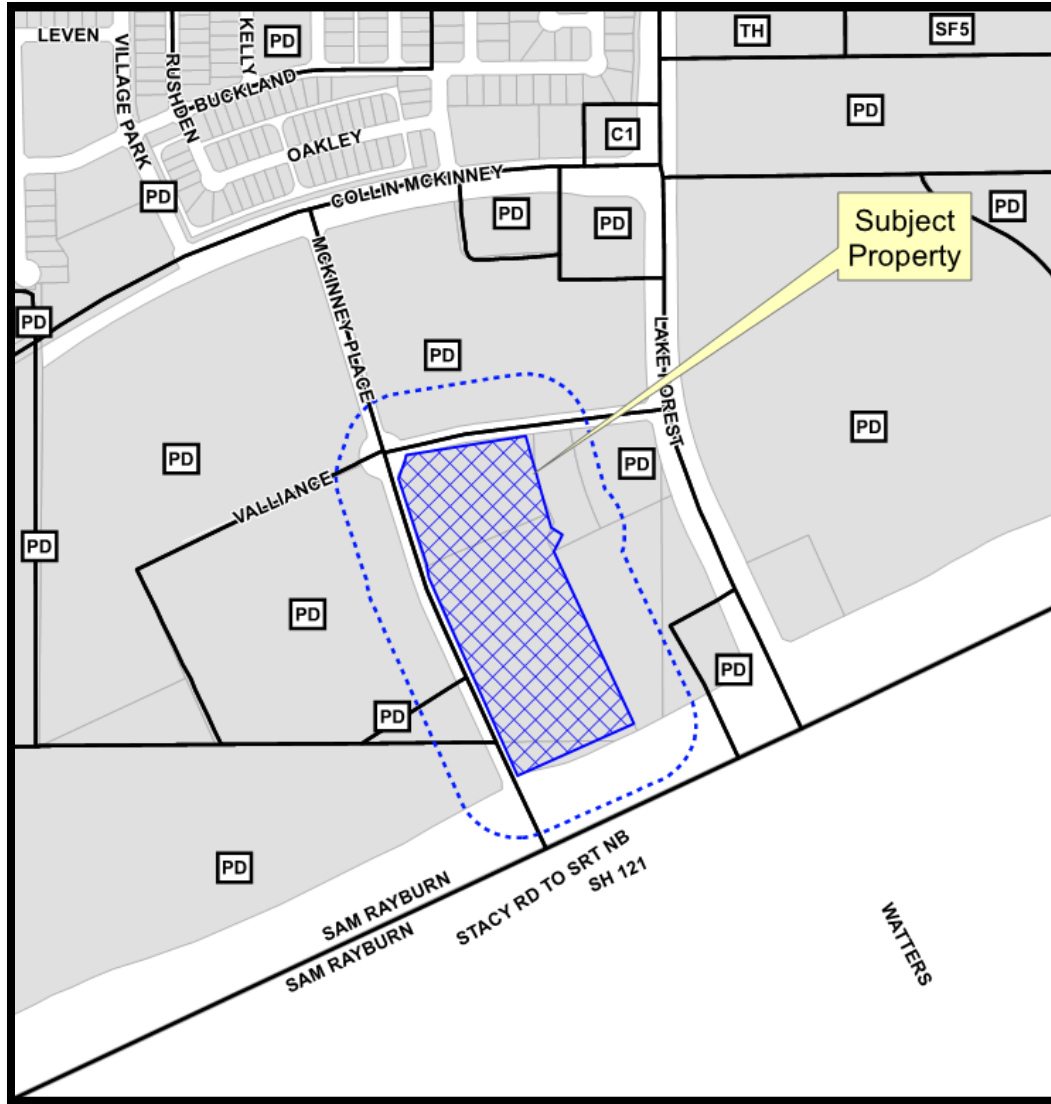 LEVEN
VILLAGE PARK
RUSHDEN
KELLY
PD
BUCKLAND
OAKLEY
TH
SF5
PD
C1
PD
COLLIN MCKINNEY
PD
PD
PD
Subject
Property
PD
MCKINNEY PLACE
LAKE FOREST
PD
PD
PD
PD
VALLIANCE
PD
PD
PD
PD
PD
SAM RAYBURN
SAM RAYBURN
STACY RD TO SRT NB
SH 121
WATTERS
PD